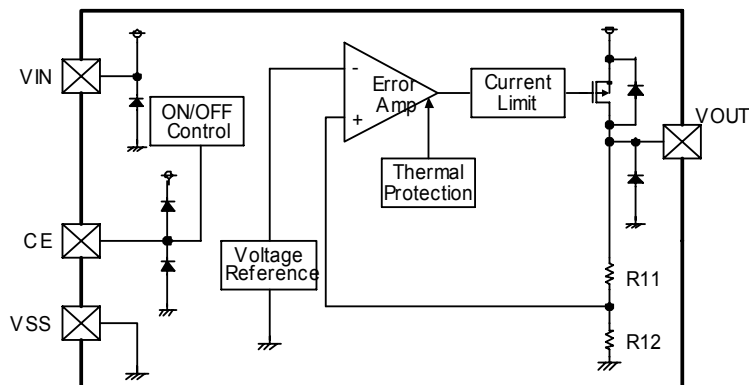 VIN
ON/OFF
Control
-
Error
Amp
+
Current
Limit
VOUT
Thermal
Protection
CE
Voltage
Reference
R11
VSS
R12